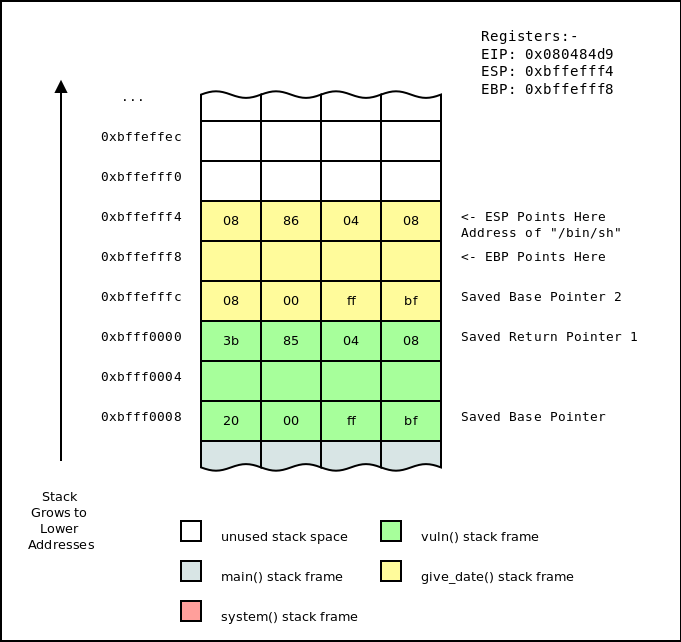 Registers:-
EIP: 0x080484d9
ESP: 0xbffefff4
EBP: 0xbffefff8
...
0xbffeffec
0xbffefff0
0xbffefff4 08 86 04 08 <- ESP Points Here
Address of "/bin/sh"
0xbffefff8 <- EBP Points Here
0xbffefffc 08 00 ff bf Saved Base Pointer 2
0xbfff0000 3b 85 04 08 Saved Return Pointer 1
0xbfff0004
0xbfff0008 20 00 ff bf Saved Base Pointer
Stack
Grows to
Lower
Addresses
unused stack space vuln() stack frame
main() stack frame give_date() stack frame
system() stack frame